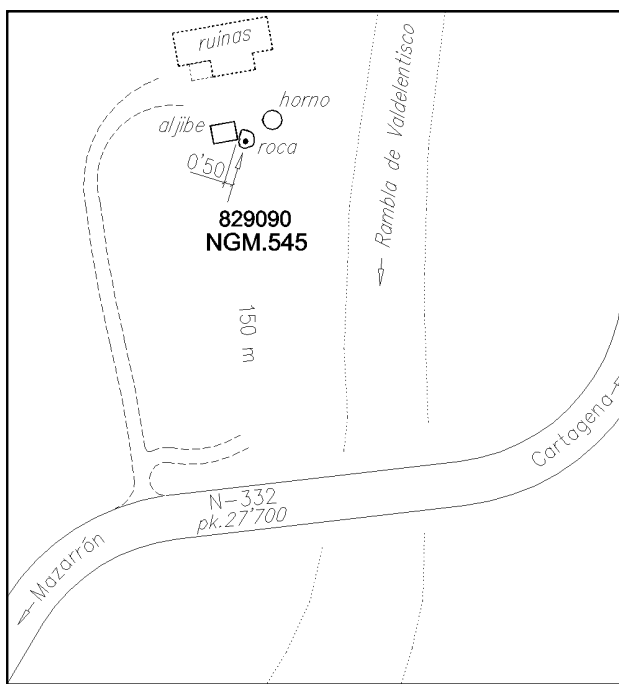 ruinas
horno
aljibe
roca
0'50
829090
NGM.545
Rambla de Valdelentisco
150 m
Cartagena
N-332
pk.27'700
Mazarrón